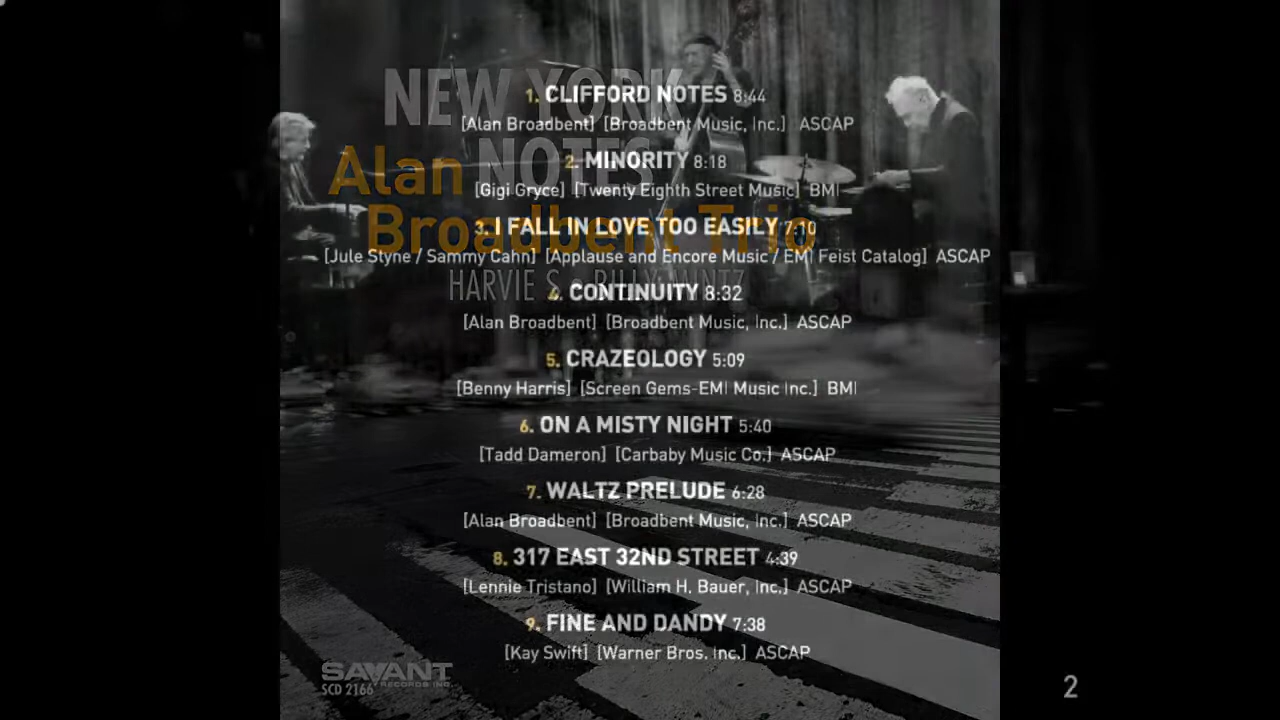 NEW YORK
NOTES
Alan
Broadbent Trio
HARVIE S BILLY MINTZ
1. CLIFFORD NOTES 8:44
[Alan Broadbent] [Broadbent Music, Inc.] ASCAP
2. MINORITY 8:18
[Gigi Gryce] [Twenty Eighth Street Music] BMI
3. I FALL IN LOVE TOO EASILY 7:10
[Jule Styne / Sammy Cahn] [Applause and Encore Music / EMI Feist Catalog] ASCAP
4. CONTINUITY 8:32
[Alan Broadbent] [Broadbent Music, Inc.] ASCAP
5. CRAZEOLOGY 5:09
[Benny Harris] [Screen Gems-EMI Music Inc.] BMI
6. ON A MISTY NIGHT 5:40
[Tadd Dameron] [Carbaby Music Co.] ASCAP
7. WALTZ PRELUDE 6:28
[Alan Broadbent] [Broadbent Music, Inc.] ASCAP
8. 317 EAST 32ND STREET 4:39
[Lennie Tristano] [William H. Bauer, Inc.] ASCAP
9. FINE AND DANDY 7:38
[Kay Swift] [Warner Bros. Inc.] ASCAP
SAVANT
RECORDS INC.
SCD 2166
2